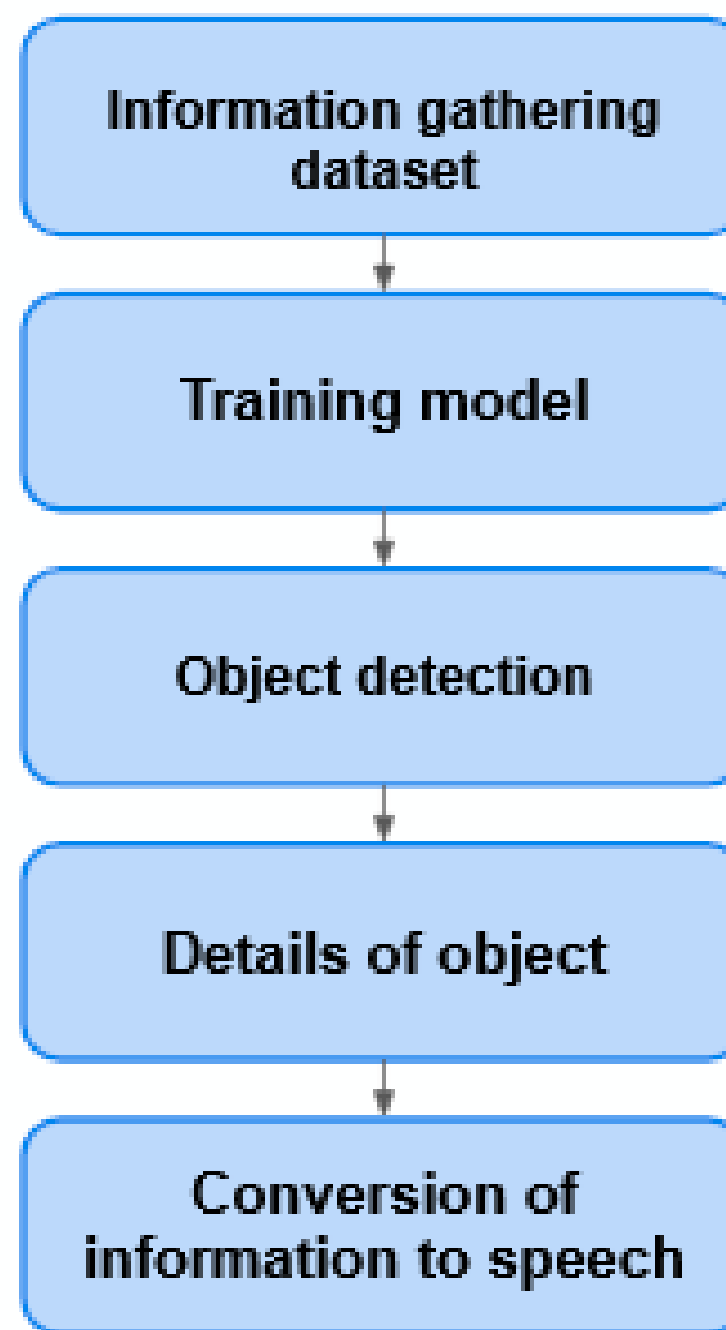 Information gathering
dataset
Training model
Object detection
Details of object
Conversion of
information to speech